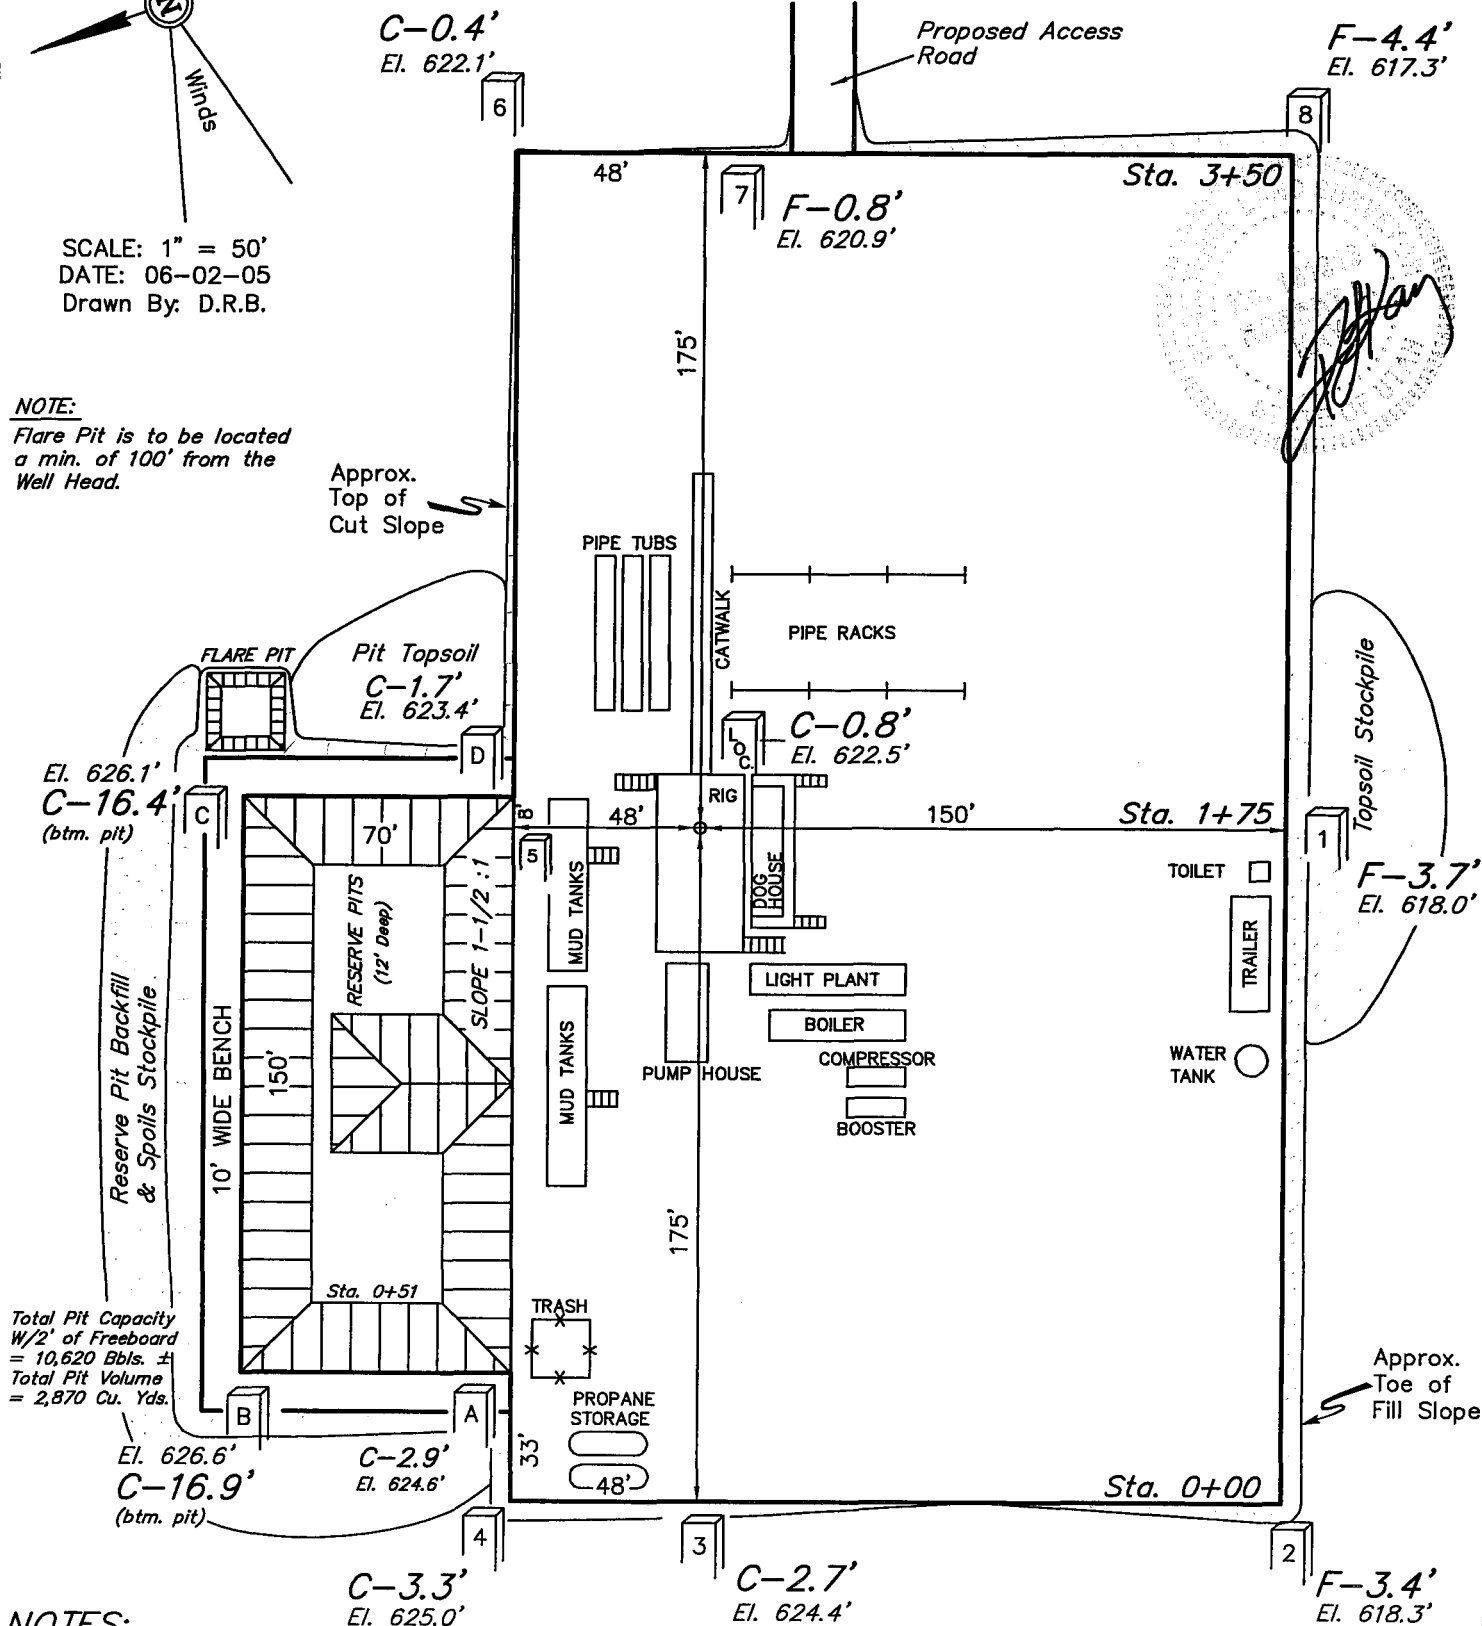 N
Winds
SCALE: 1" = 50'
DATE: 06-02-05
Drawn By: D.R.B.
NOTE:
Flare Pit is to be located
a min. of 100' from the
Well Head.
C-0.4'
El. 622.1'
6
Proposed Access
Road
F-4.4'
El. 617.3'
8
48'
7
F-0.8'
El. 620.9'
Sta. 3+50
175'
Approx.
Top of
Cut Slope
PIPE TUBS
CATWALK
PIPE RACKS
FLARE PIT
Pit Topsoil
C-1.7'
El. 623.4'
D
LOC.
C-0.8'
El. 622.5'
Topsoil Stockpile
El. 626.1'
C-16.4'
(btm. pit)
C
70'
8'
48'
RIG
150'
Sta. 1+75
1
F-3.7'
El. 618.0'
5
MUD TANKS
DOG
HOUSE
TOILET
TRAILER
RESERVE PITS
(12' Deep)
SLOPE 1-1/2 :1
LIGHT PLANT
BOILER
COMPRESSOR
BOOSTER
PUMP HOUSE
WATER
TANK
MUD TANKS
Reserve Pit Backfill
& Spoils Stockpile
10' WIDE BENCH
150'
175'
Sta. 0+51
TRASH
Total Pit Capacity
W/2' of Freeboard
= 10,620 Bbls. ±
Total Pit Volume
= 2,870 Cu. Yds.
B
A
PROPANE
STORAGE
33'
48'
Approx.
Toe of
Fill Slope
El. 626.6'
C-16.9'
(btm. pit)
C-2.9'
El. 624.6'
Sta. 0+00
4
3
2
C-3.3'
El. 625.0'
C-2.7'
El. 624.4'
F-3.4'
El. 618.3'
NOTES: